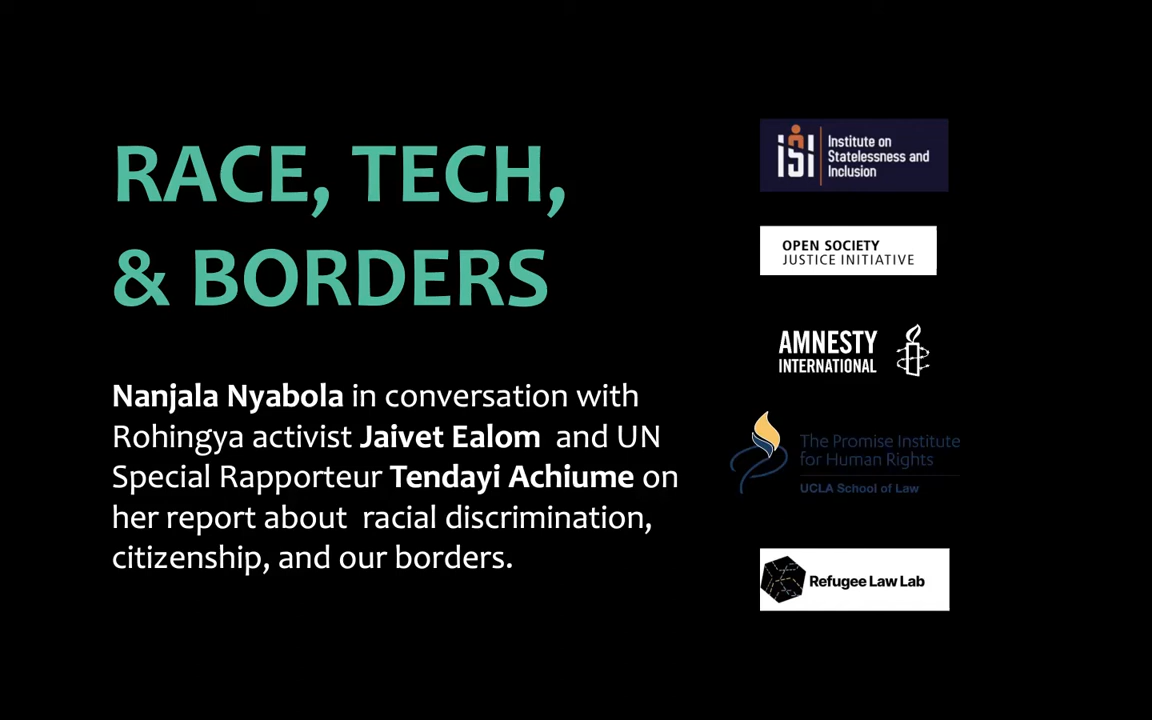 RACE, TECH,
& BORDERS
Nanjala Nyabola in conversation with
Rohingya activist Jaivet Ealom and UN
Special Rapporteur Tendayi Achiume on
her report about racial discrimination,
citizenship, and our borders.
ISI
Institute on
Statelessness and
Inclusion
OPEN SOCIETY
JUSTICE INITIATIVE
AMNESTY
INTERNATIONAL
The Promise Institute
for Human Rights
UCLA School of Law
Refugee Law Lab